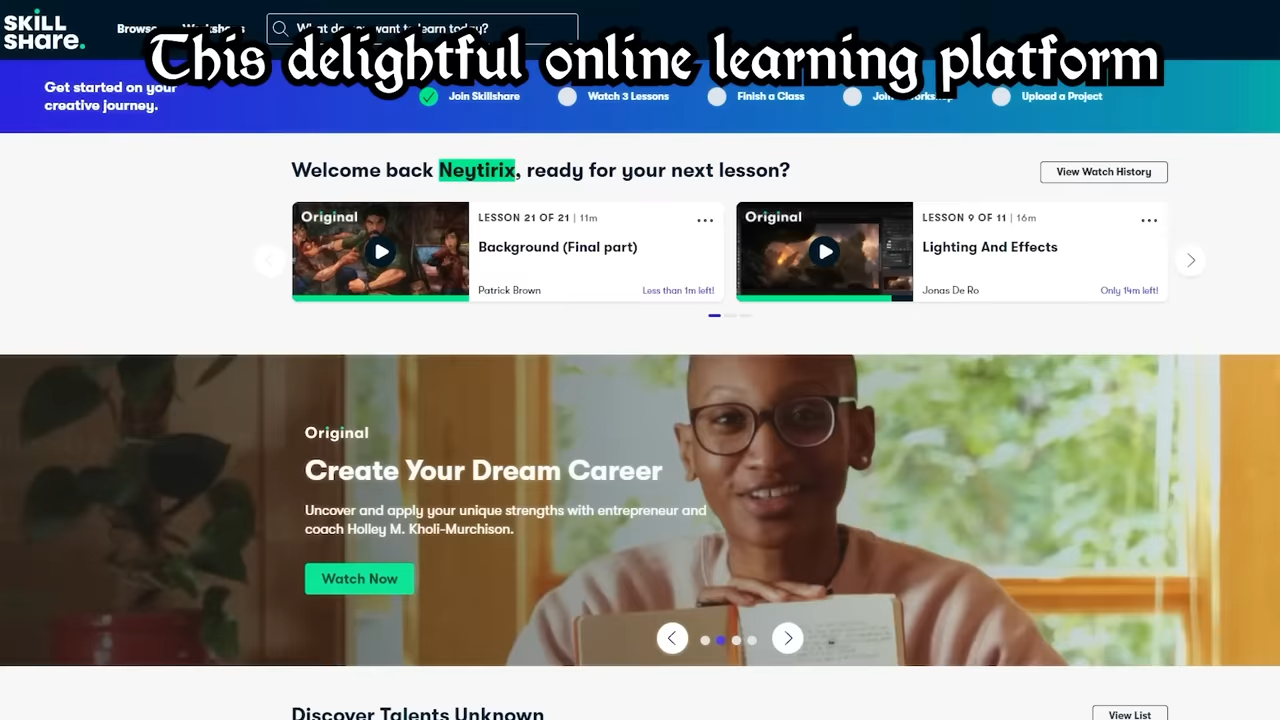 SKILL
SHARE.
This delightful online learning platform
Get started on your
creative journey.
Join Skillshare
Watch 3 Lessons
Finish a Class
Upload a Project
Welcome back Neytirix, ready for your next lesson?
View Watch History
Original
LESSON 21 OF 21 | 11m
Background (Final part)
Patrick Brown
Less than 1m left!
Original
LESSON 9 OF 11 | 16m
Lighting And Effects
Jonas De Ro
Only 14m left!
Original
Create Your Dream Career
Uncover and apply your unique strengths with entrepreneur and
coach Holley M. Kholi-Murchison.
Watch Now
Discover Talents Unknown
View List